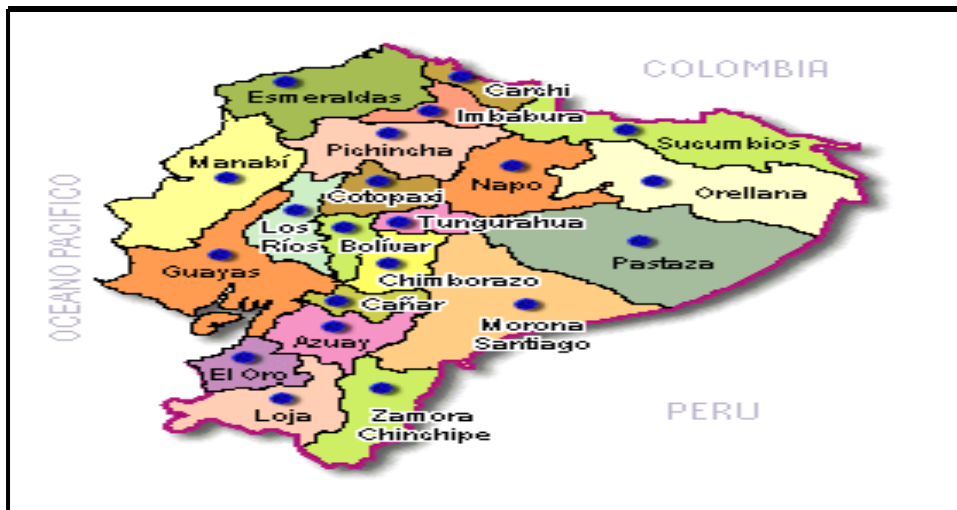 COLOMBIA
Carchi
Esmeraldas
Imbabura
Sucumbios
Pichincha
Manabí
Napo
Orellana
Cotopaxi
Tungurahua
Los
Ríos
Bolívar
OCEANO PACIFICO
Guayas
Pastaza
Chimborazo
Cañar
Morona
Santiago
Azuay
El Oro
Loja
Zamora
Chinchipe
PERU